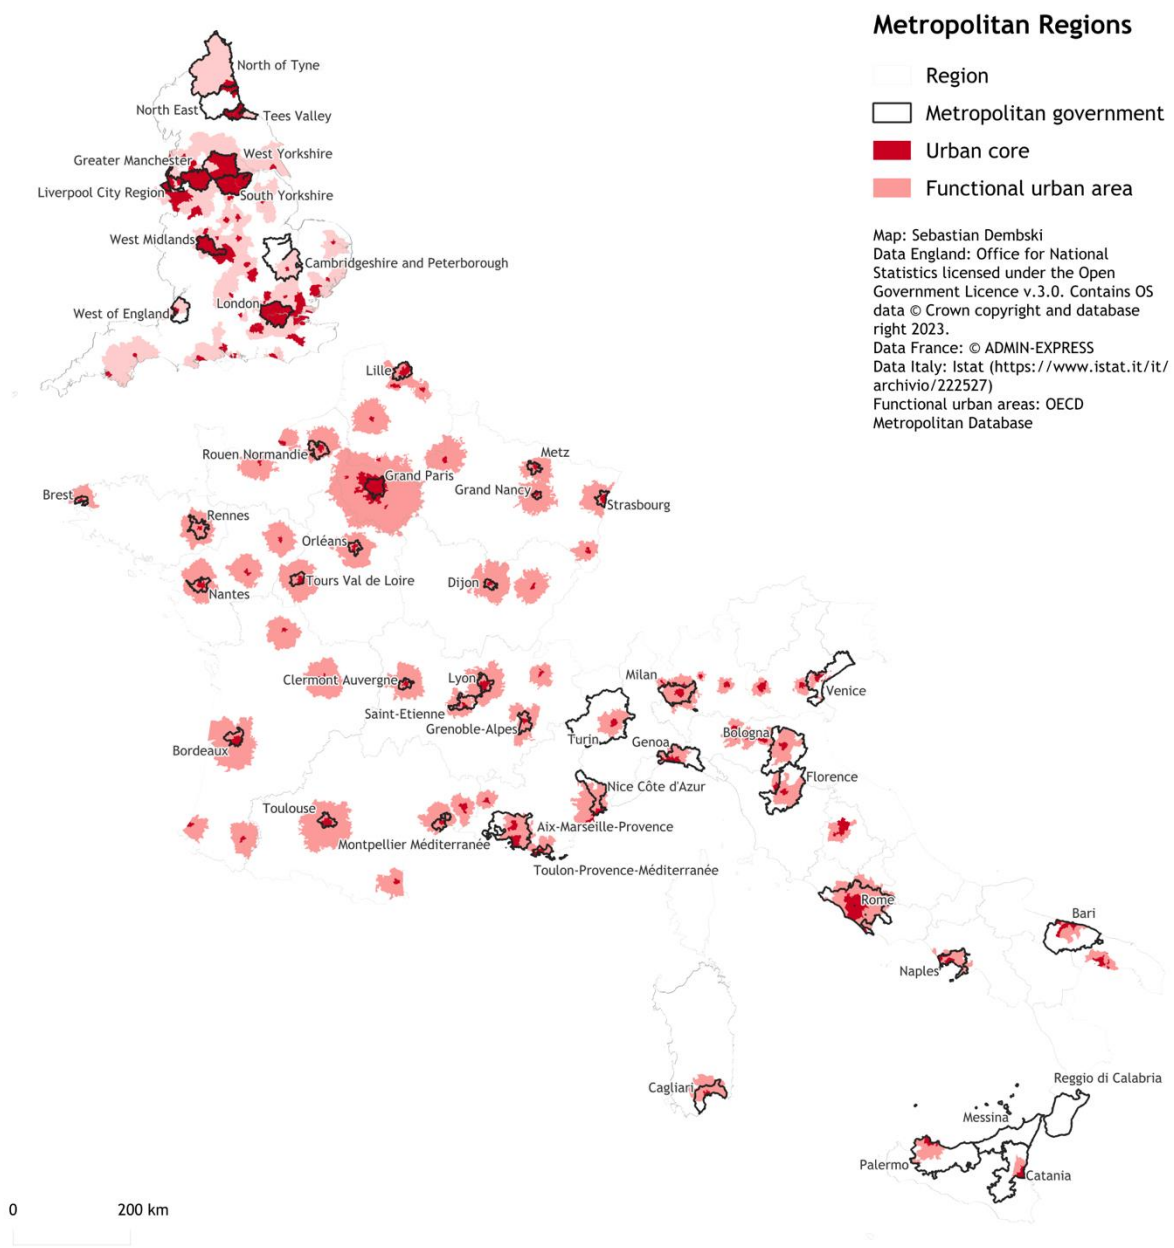 Metropolitan Regions
Region
Metropolitan government
Urban core
Functional urban area
Map: Sebastian Dembski
Data England: Office for National
Statistics licensed under the Open
Government Licence v.3.0. Contains OS
data © Crown copyright and database
right 2023.
Data France: © ADMIN-EXPRESS
Data Italy: Istat (https://www.istat.it/it/
archivio/222527)
Functional urban areas: OECD
Metropolitan Database
North of Tyne
North East
Tees Valley
Greater Manchester
West Yorkshire
Liverpool City Region
South Yorkshire
West Midlands
Cambridgeshire and Peterborough
London
West of England
Lille
Rouen Normandie
Metz
Grand Paris
Grand Nancy
Brest
Strasbourg
Rennes
Orléans
Tours Val de Loire
Dijon
Nantes
Clermont Auvergne
Lyon
Milan
Venice
Saint-Etienne
Grenoble-Alpes
Turin
Genoa
Bologna
Bordeaux
Florence
Nice Côte d'Azur
Toulouse
Aix-Marseille-Provence
Montpellier Méditerranée
Toulon-Provence-Méditerranée
Rome
Bari
Naples
Cagliari
Reggio di Calabria
Messina
Palermo
Catania
0 200 km